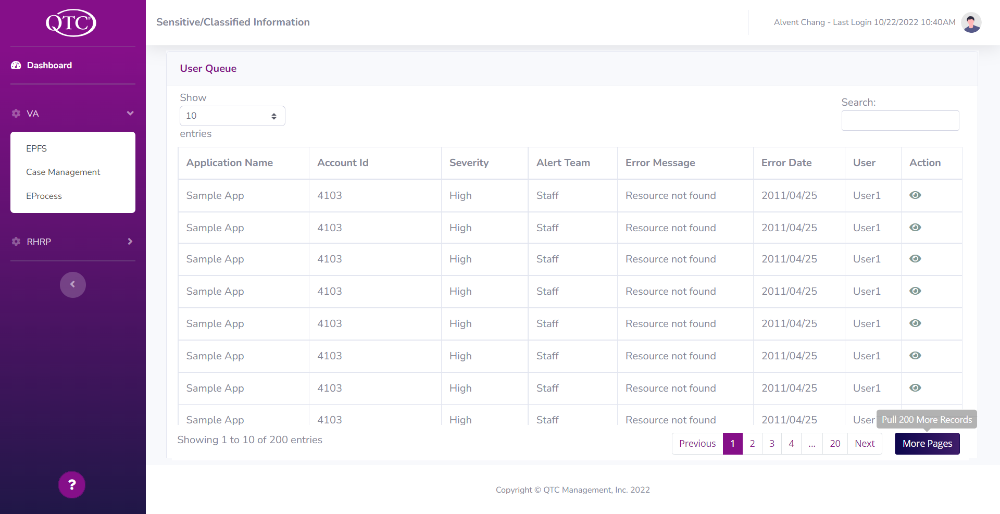 QTC®
Sensitive/Classified Information
Alvent Chang - Last Login 10/22/2022 10:40AM
Dashboard
VA
EPFS
Case Management
EProcess
RHRP
?
User Queue
Show
10
entries
Search:
Application Name Account Id Severity Alert Team Error Message Error Date User Action
Sample App 4103 High Staff Resource not found 2011/04/25 User1
Sample App 4103 High Staff Resource not found 2011/04/25 User1
Sample App 4103 High Staff Resource not found 2011/04/25 User1
Sample App 4103 High Staff Resource not found 2011/04/25 User1
Sample App 4103 High Staff Resource not found 2011/04/25 User1
Sample App 4103 High Staff Resource not found 2011/04/25 User1
Sample App 4103 High Staff Resource not found 2011/04/25 User1
Sample App 4103 High Staff Resource not found 2011/04/25 User
Pull 200 More Records
Showing 1 to 10 of 200 entries
Previous 1 2 3 4 ... 20 Next More Pages
Copyright © QTC Management, Inc. 2022